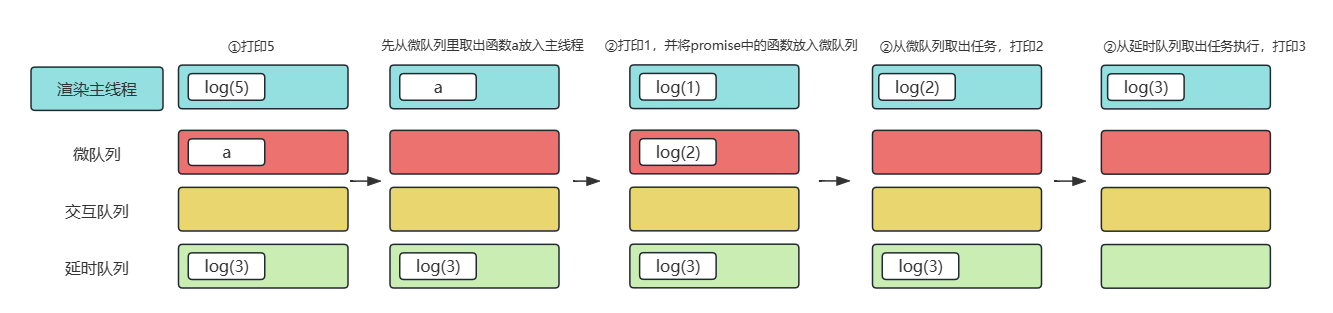 ①打印5
先从微队列里取出函数a放入主线程
②打印1，并将promise中的函数放入微队列
②从微队列取出任务，打印2
②从延时队列取出任务执行，打印3
渲染主线程
log(5)
a
log(1)
log(2)
log(3)
微队列
a
log(2)
交互队列
延时队列
log(3)
log(3)
log(3)
log(3)